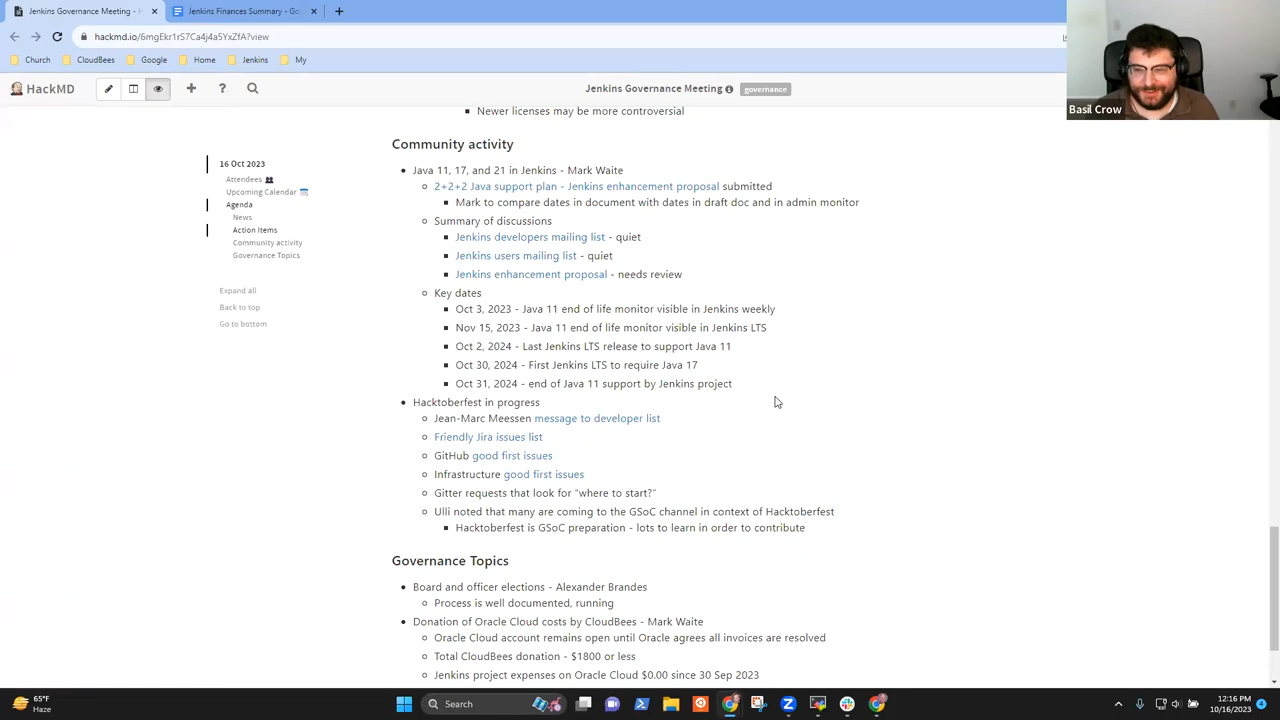 Jenkins Governance Meeting - H
Jenkins Finances Summary - Go
hackmd.io/6mgEkr1rS7Ca4j4a5YxZfA?view
Church
CloudBees
Google
Home
Jenkins
My
HackMD
Jenkins Governance Meeting
governance
Basil Crow
16 Oct 2023
Attendees
Upcoming Calendar
Agenda
News
Action Items
Community activity
Governance Topics
Expand all
Back to top
Go to bottom
Newer licenses may be more controversial
Community activity
Java 11, 17, and 21 in Jenkins - Mark Waite
2+2+2 Java support plan - Jenkins enhancement proposal submitted
Mark to compare dates in document with dates in draft doc and in admin monitor
Summary of discussions
Jenkins developers mailing list - quiet
Jenkins users mailing list - quiet
Jenkins enhancement proposal - needs review
Key dates
Oct 3, 2023 - Java 11 end of life monitor visible in Jenkins weekly
Nov 15, 2023 - Java 11 end of life monitor visible in Jenkins LTS
Oct 2, 2024 - Last Jenkins LTS release to support Java 11
Oct 30, 2024 - First Jenkins LTS to require Java 17
Oct 31, 2024 - end of Java 11 support by Jenkins project
Hacktoberfest in progress
Jean-Marc Meessen message to developer list
Friendly Jira issues list
GitHub good first issues
Infrastructure good first issues
Gitter requests that look for “where to start?”
Ulli noted that many are coming to the GSoC channel in context of Hacktoberfest
Hacktoberfest is GSoC preparation - lots to learn in order to contribute
Governance Topics
Board and officer elections - Alexander Brandes
Process is well documented, running
Donation of Oracle Cloud costs by CloudBees - Mark Waite
Oracle Cloud account remains open until Oracle agrees all invoices are resolved
Total CloudBees donation - $1800 or less
Jenkins project expenses on Oracle Cloud $0.00 since 30 Sep 2023
65°F
Haze
Search
12:16 PM
10/16/2023